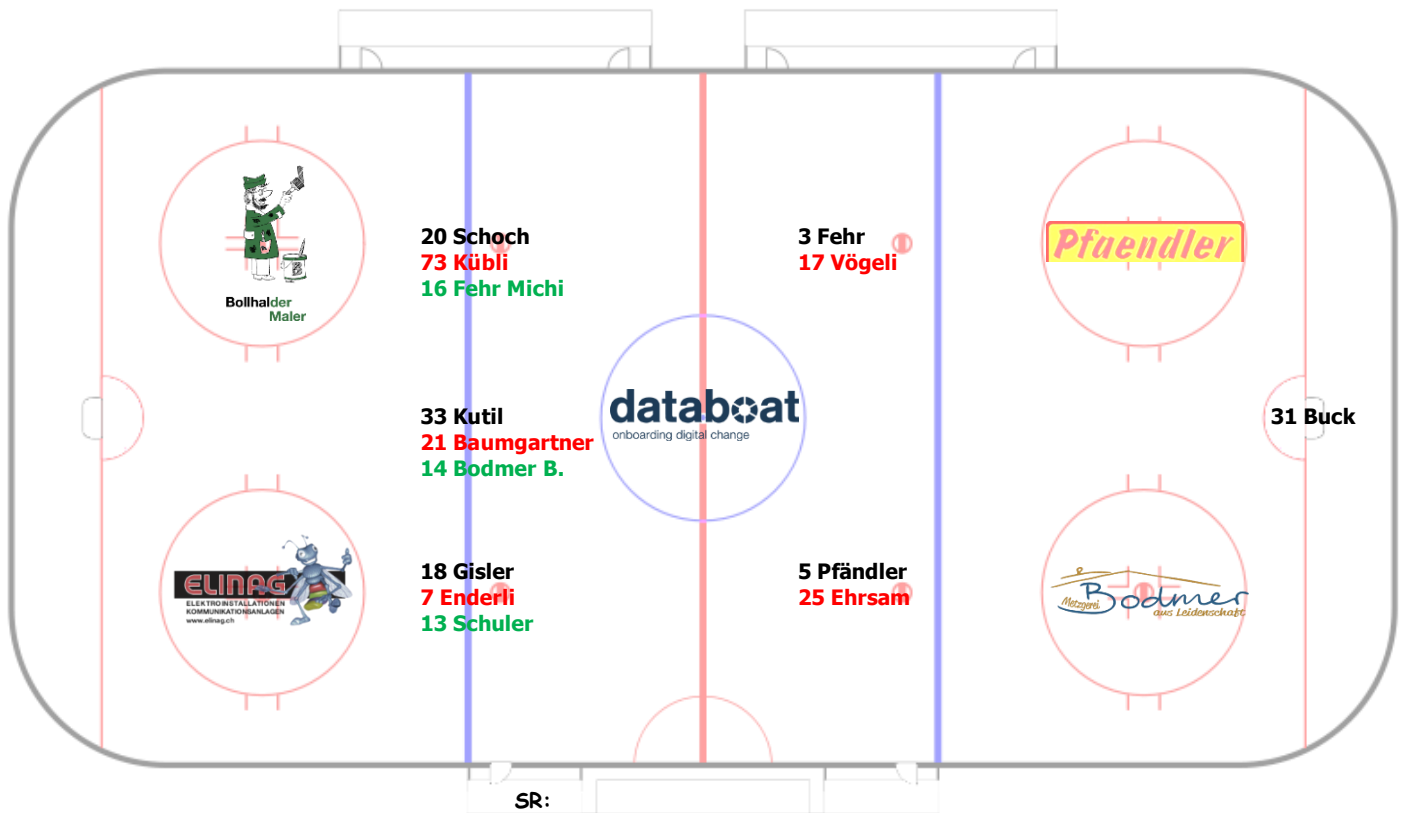 20 Schoch
73 Kübli
16 Fehr Michi
3 Fehr
17 Vögeli
Pfaendler
Bollhalder
Maler
33 Kutil
21 Baumgartner
14 Bodmer B.
databoat
onboarding digital change
31 Buck
ELINAG
ELEKTROINSTALLATIONEN
KOMMUNIKATIONSANLAGEN
www.elinag.ch
18 Gisler
7 Enderli
13 Schuler
5 Pfändler
25 Ehrsam
Metzgerei
Bodmer
aus Leidenschaft
SR: